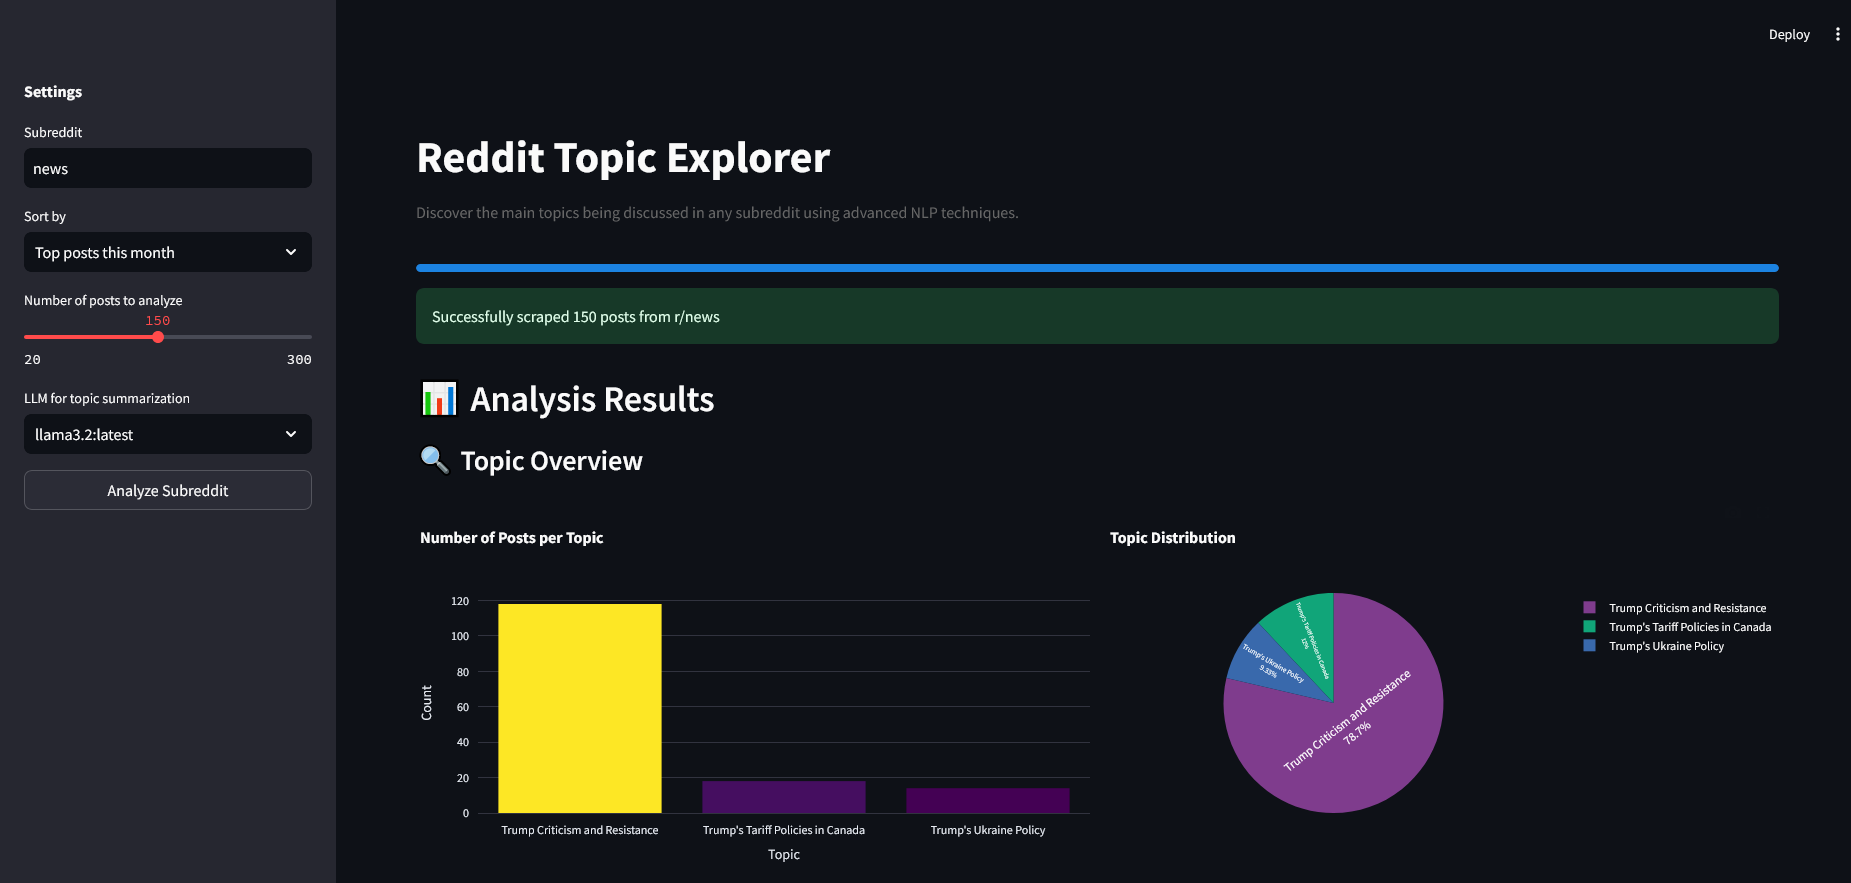 Deploy
Settings
Subreddit
news
Sort by
Top posts this month
Number of posts to analyze
150
20 300
LLM for topic summarization
llama3.2:latest
Analyze Subreddit
Reddit Topic Explorer
Discover the main topics being discussed in any subreddit using advanced NLP techniques.
Successfully scraped 150 posts from r/news
Analysis Results
Topic Overview
Number of Posts per Topic
120
100
80
60
40
20
0
Count
Trump Criticism and Resistance
Trump's Tariff Policies in Canada
Trump's Ukraine Policy
Topic
Topic Distribution
Trump's Tariff Policies in Canada
12%
Trump's Ukraine Policy
9.33%
Trump Criticism and Resistance
78.7%
Trump Criticism and Resistance
Trump's Tariff Policies in Canada
Trump's Ukraine Policy